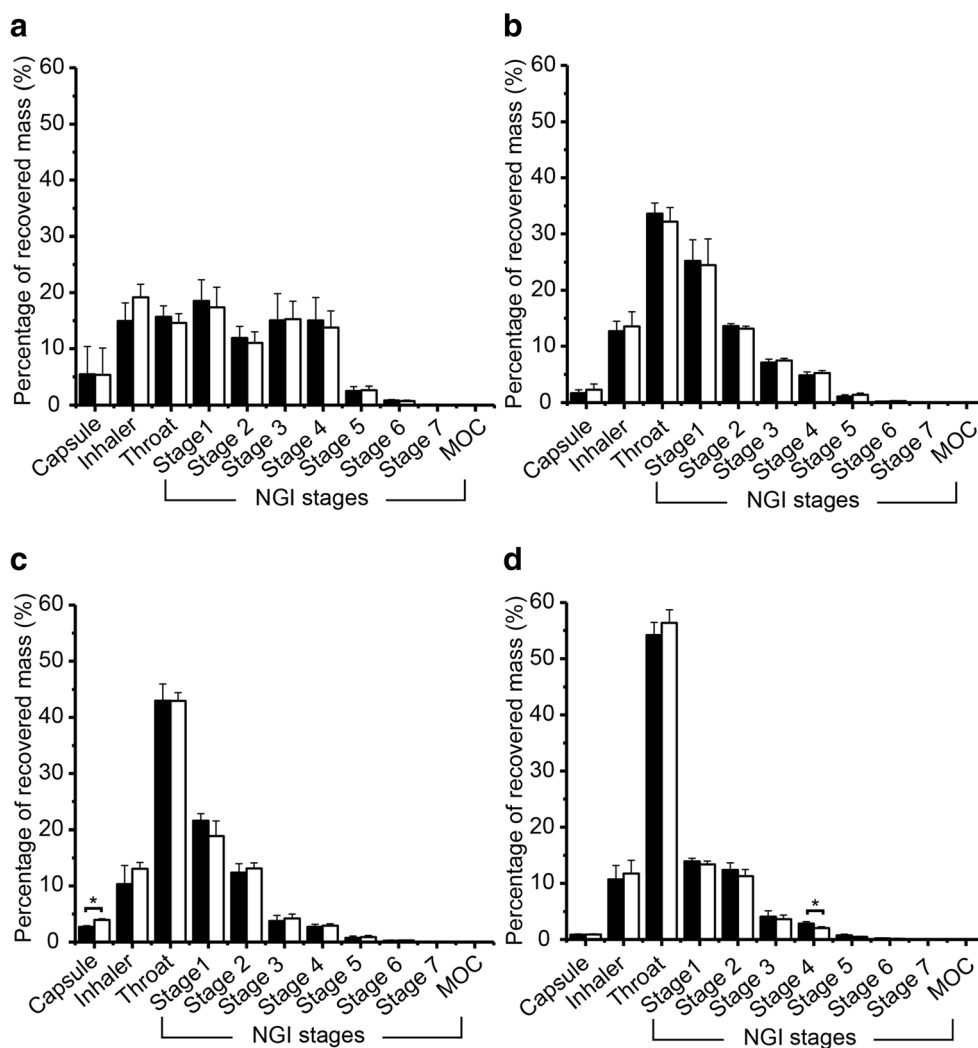 a
Percentage of recovered mass (%)
60
50
40
30
20
10
0
Capsule
Inhaler
Throat
Stage1
Stage 2
Stage 3
Stage 4
Stage 5
Stage 6
Stage 7
MOC
NGI stages
b
Percentage of recovered mass (%)
60
50
40
30
20
10
0
Capsule
Inhaler
Throat
Stage1
Stage 2
Stage 3
Stage 4
Stage 5
Stage 6
Stage 7
MOC
NGI stages
c
Percentage of recovered mass (%)
60
50
40
30
20
10
0
*
Capsule
Inhaler
Throat
Stage1
Stage 2
Stage 3
Stage 4
Stage 5
Stage 6
Stage 7
MOC
NGI stages
d
Percentage of recovered mass (%)
60
50
40
30
20
10
0
*
Capsule
Inhaler
Throat
Stage1
Stage 2
Stage 3
Stage 4
Stage 5
Stage 6
Stage 7
MOC
NGI stages